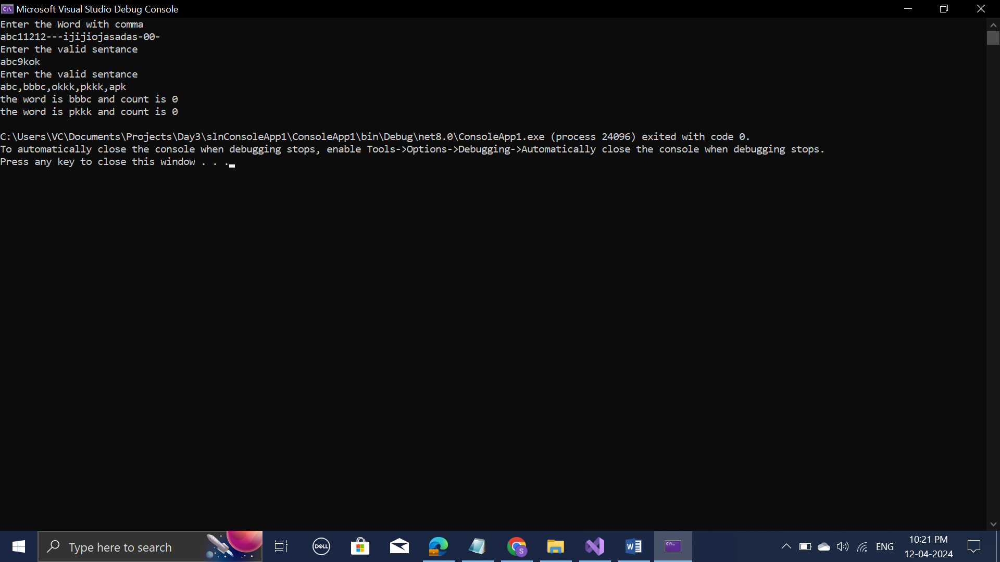 Microsoft Visual Studio Debug Console
Enter the Word with comma
abc11212---ijijiojasadas-00-
Enter the valid sentance
abc9kok
Enter the valid sentance
abc,bbbc,okkk,pkkk,apk
the word is bbbc and count is 0
the word is pkkk and count is 0
C:\Users\VC\Documents\Projects\Day3\slnConsoleApp1\ConsoleApp1\bin\Debug\net8.0\ConsoleApp1.exe (process 24096) exited with code 0.
To automatically close the console when debugging stops, enable Tools->Options->Debugging->Automatically close the console when debugging stops.
Press any key to close this window . . .
Type here to search
DELL
S
W
ENG
10:21 PM
12-04-2024